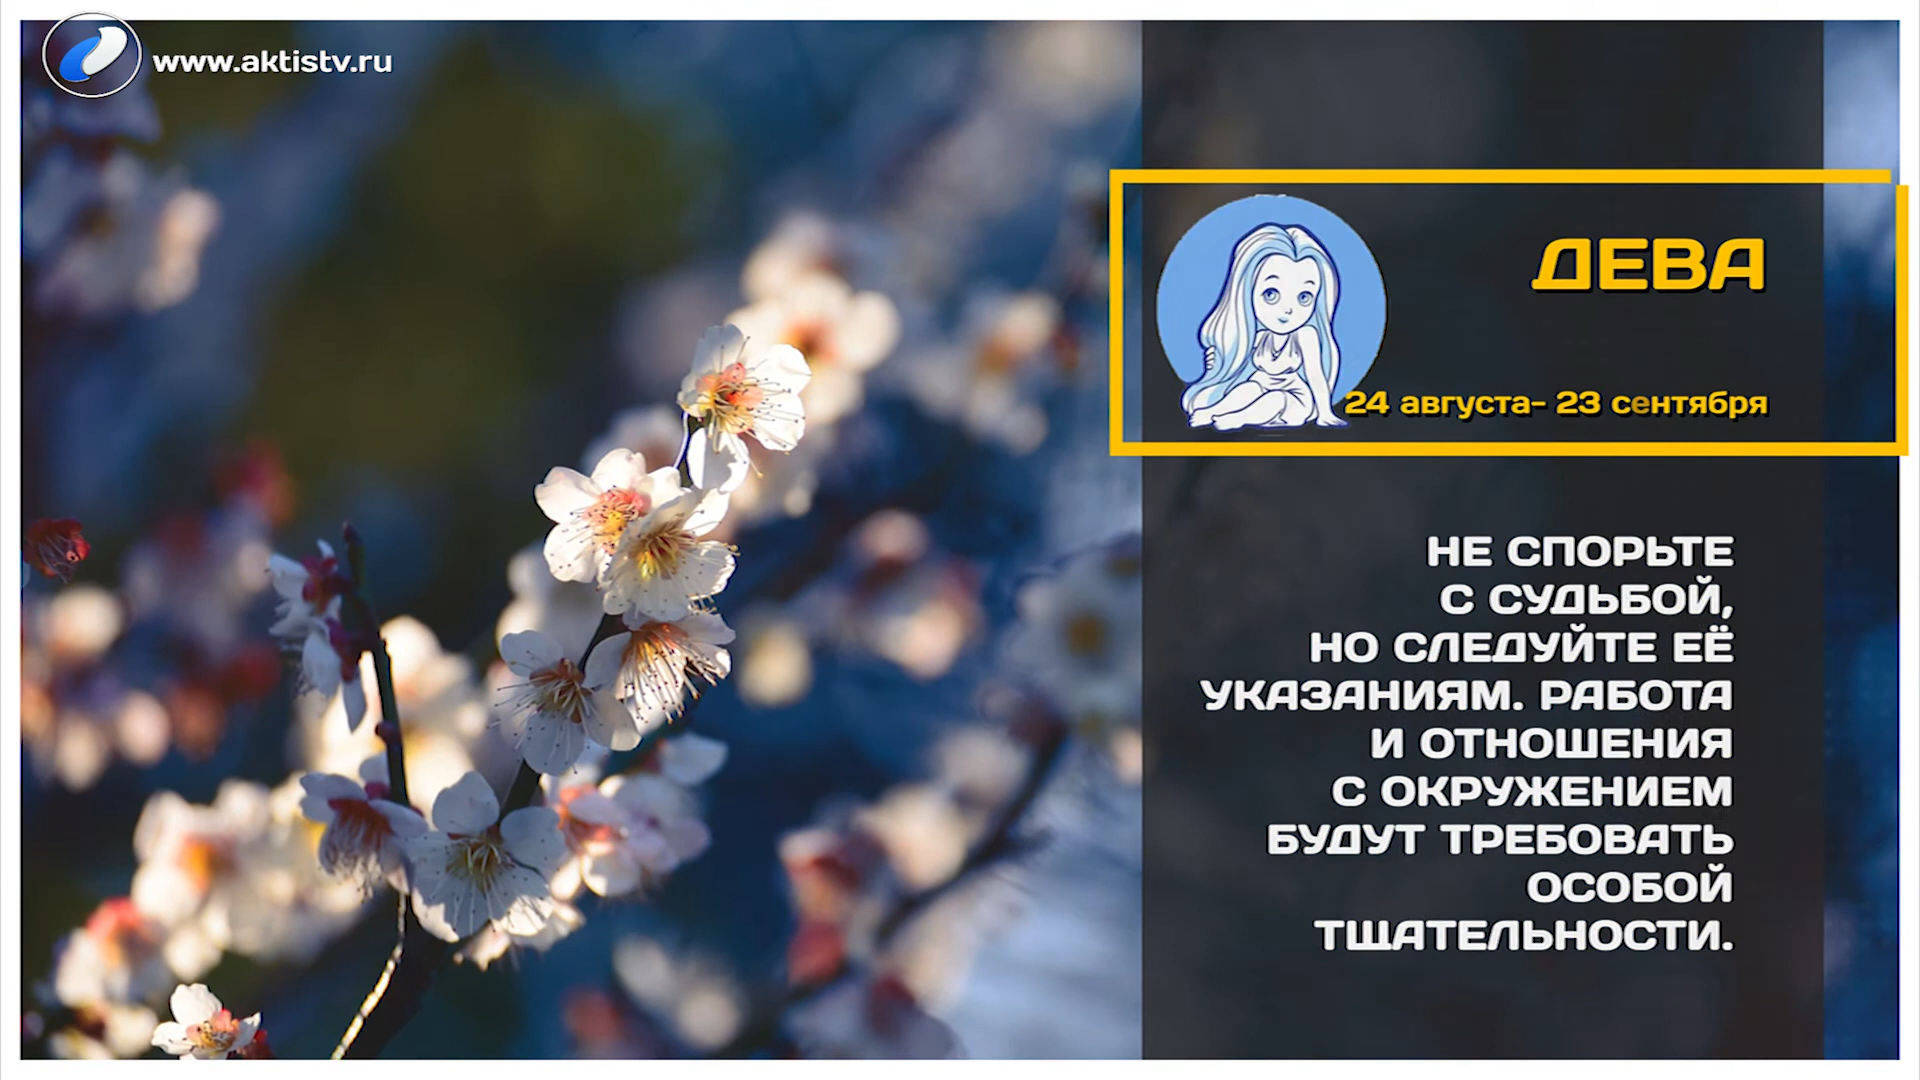 www.aktistv.ru
ДЕВА
24 августа- 23 сентября
НЕ СПОРЬТЕ
С СУДЬБОЙ,
НО СЛЕДУЙТЕ ЕЁ
УКАЗАНИЯМ. РАБОТА
И ОТНОШЕНИЯ
С ОКРУЖЕНИЕМ
БУДУТ ТРЕБОВАТЬ
ОСОБОЙ
ТЩАТЕЛЬНОСТИ.